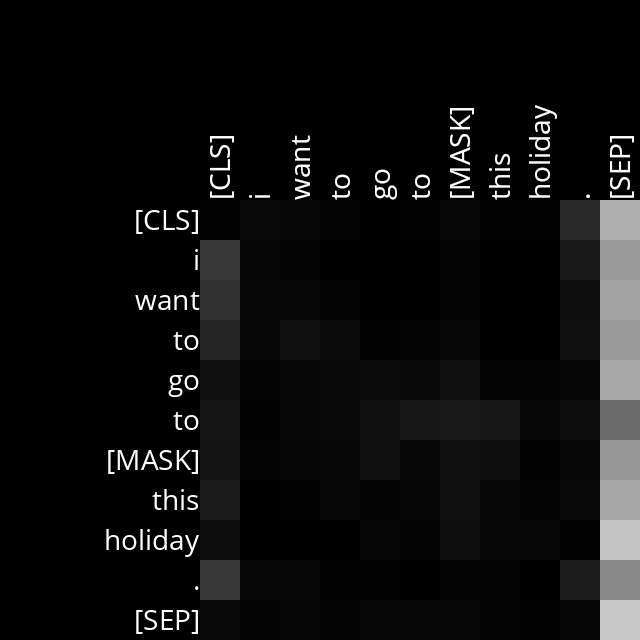 [CLS] i want to go to [MASK] this holiday . [SEP]
[CLS]
i
want
to
go
to
[MASK]
this
holiday
.
[SEP]